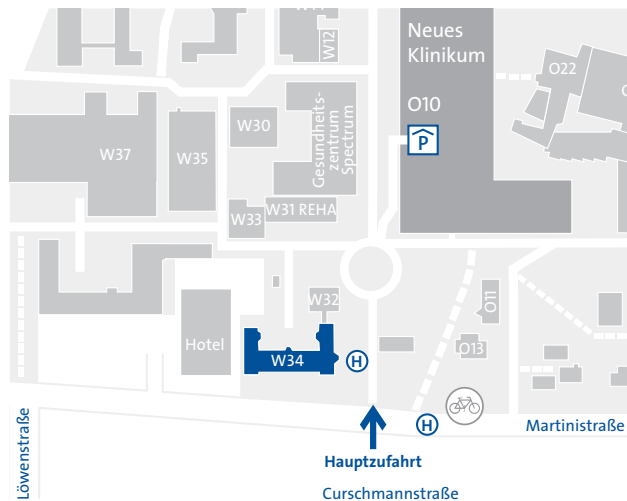 W12
Neues
Klinikum
O22
O10
P
W30
Gesundheits-
zentrum
Spectrum
W37
W35
W33
W31 REHA
W32
O11
Hotel
W34
H
O13
H
Martinistraße
Löwenstraße
Hauptzufahrt
Curschmannstraße